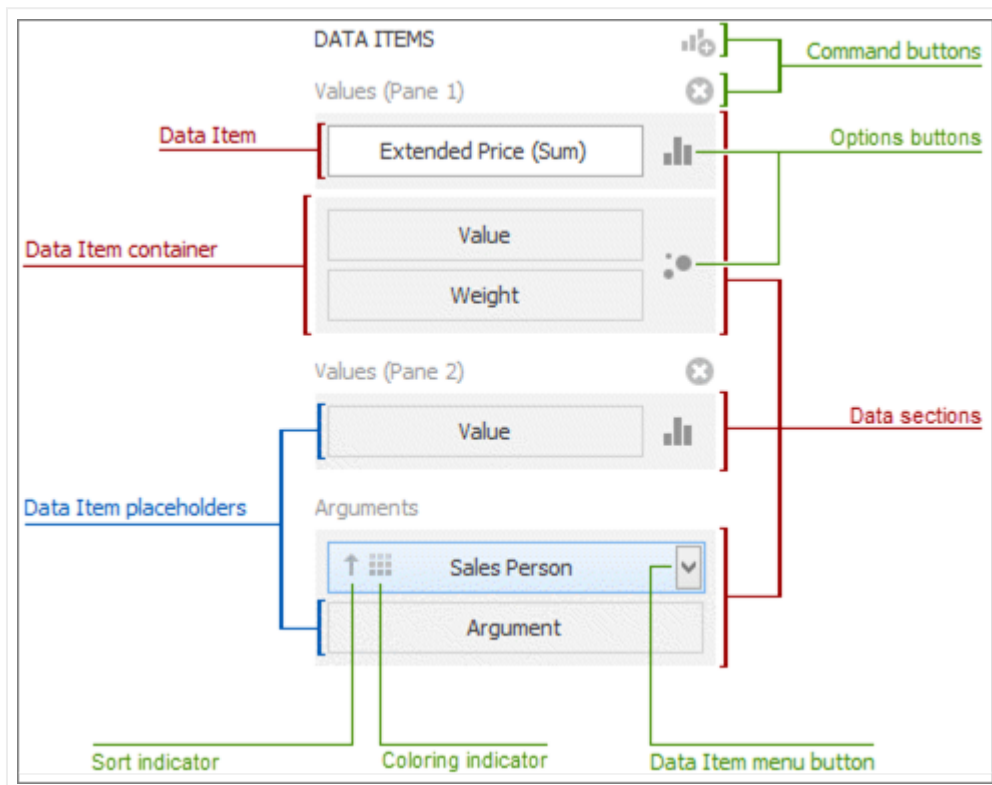 DATA ITEMS
Command buttons
Values (Pane 1)
Data Item
Extended Price (Sum)
Options buttons
Value
Data Item container
Weight
Values (Pane 2)
Value
Data sections
Data Item placeholders
Arguments
Sales Person
Argument
Sort indicator
Coloring indicator
Data Item menu button